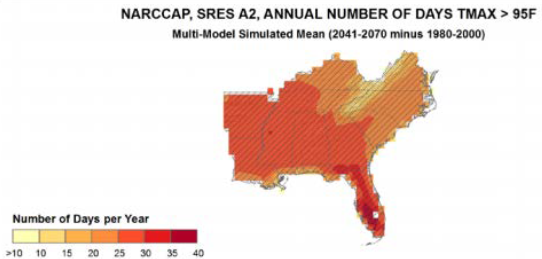 NARCCAP, SRES A2, ANNUAL NUMBER OF DAYS TMAX > 95F
Multi-Model Simulated Mean (2041-2070 minus 1980-2000)
Number of Days per Year
>10 10 15 20 25 30 35 40